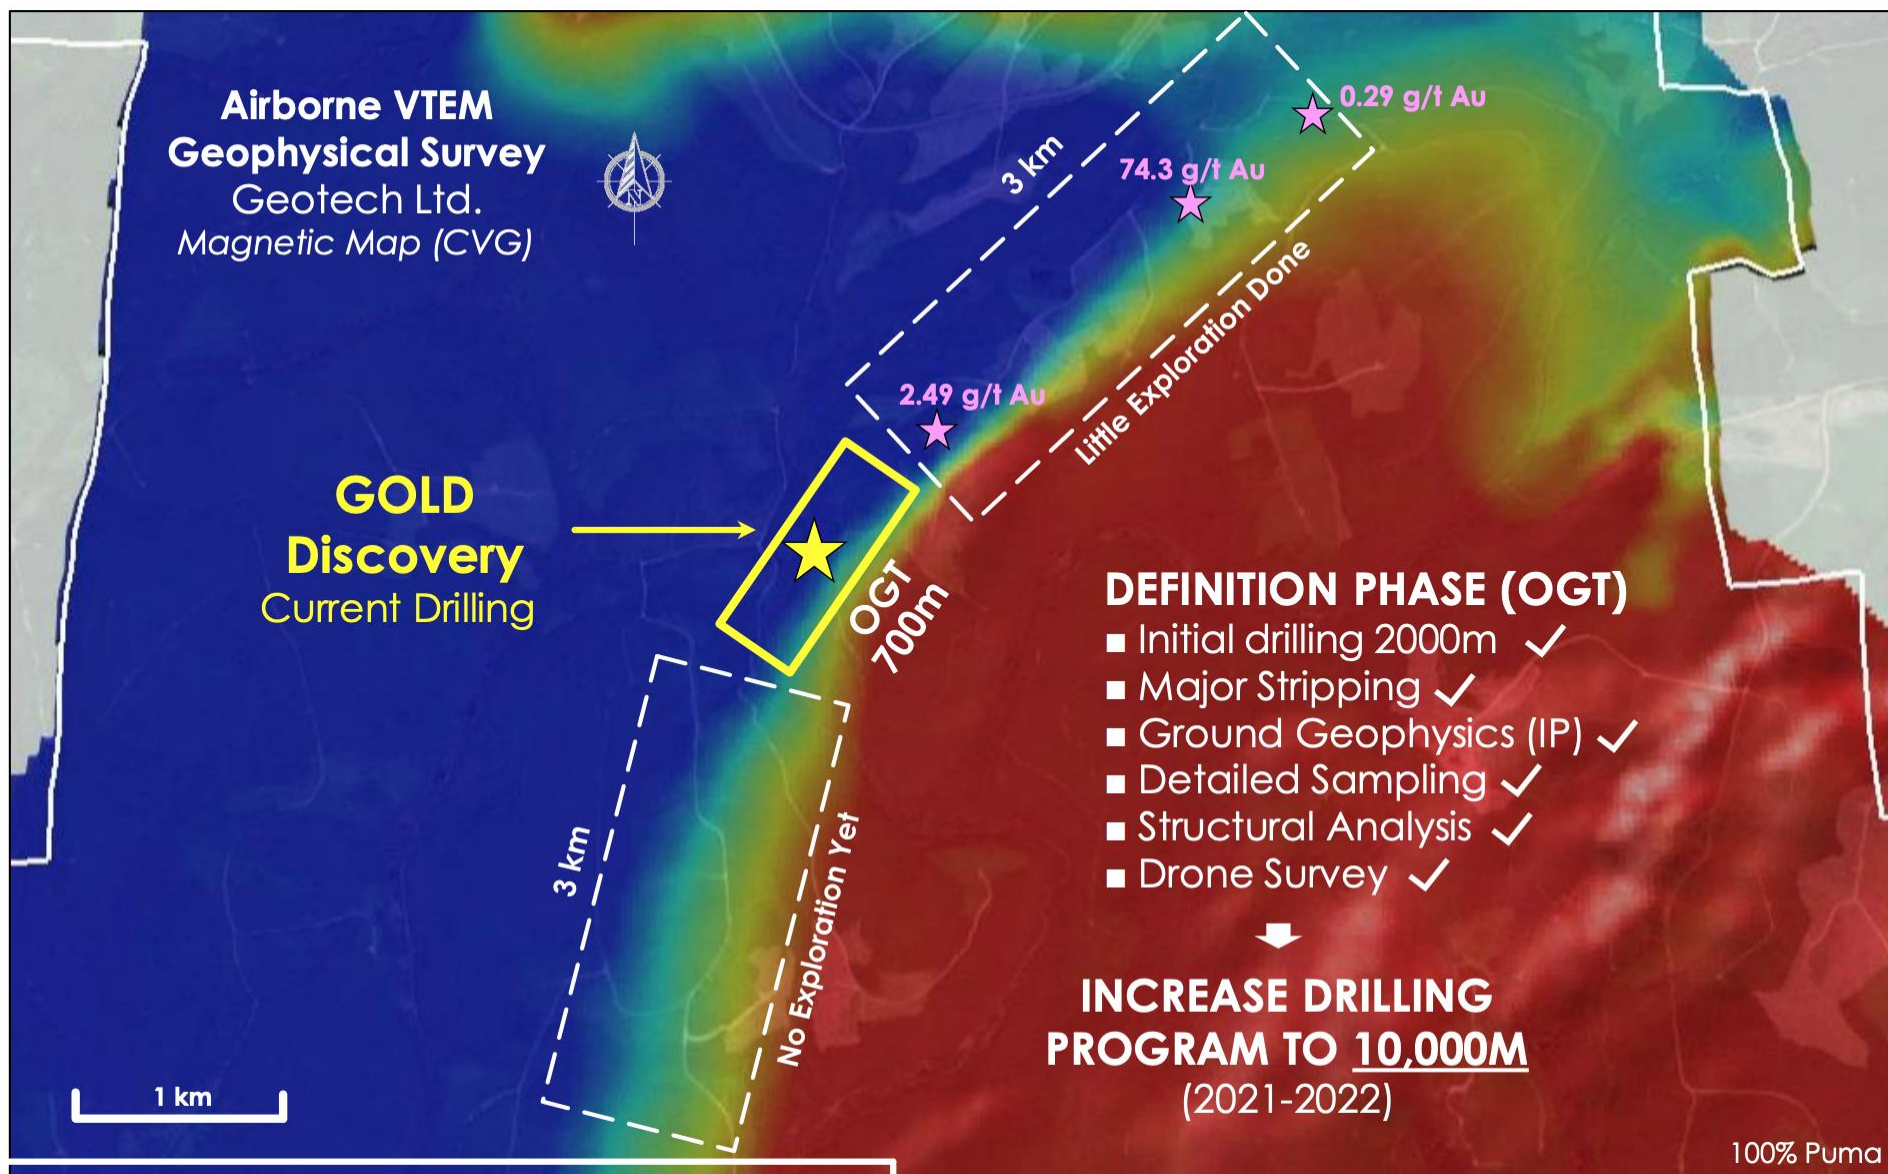 Airborne VTEM
Geophysical Survey
Geotech Ltd.
Magnetic Map (CVG)
N
0.29 g/t Au
74.3 g/t Au
3 km
Little Exploration Done
2.49 g/t Au
GOLD
Discovery
Current Drilling
OGT
700m
DEFINITION PHASE (OGT)
▪ Initial drilling 2000m ✓
▪ Major Stripping ✓
▪ Ground Geophysics (IP) ✓
▪ Detailed Sampling ✓
▪ Structural Analysis ✓
▪ Drone Survey ✓
3 km
No Exploration Yet
INCREASE DRILLING
PROGRAM TO 10,000M
(2021-2022)
1 km
100% Puma